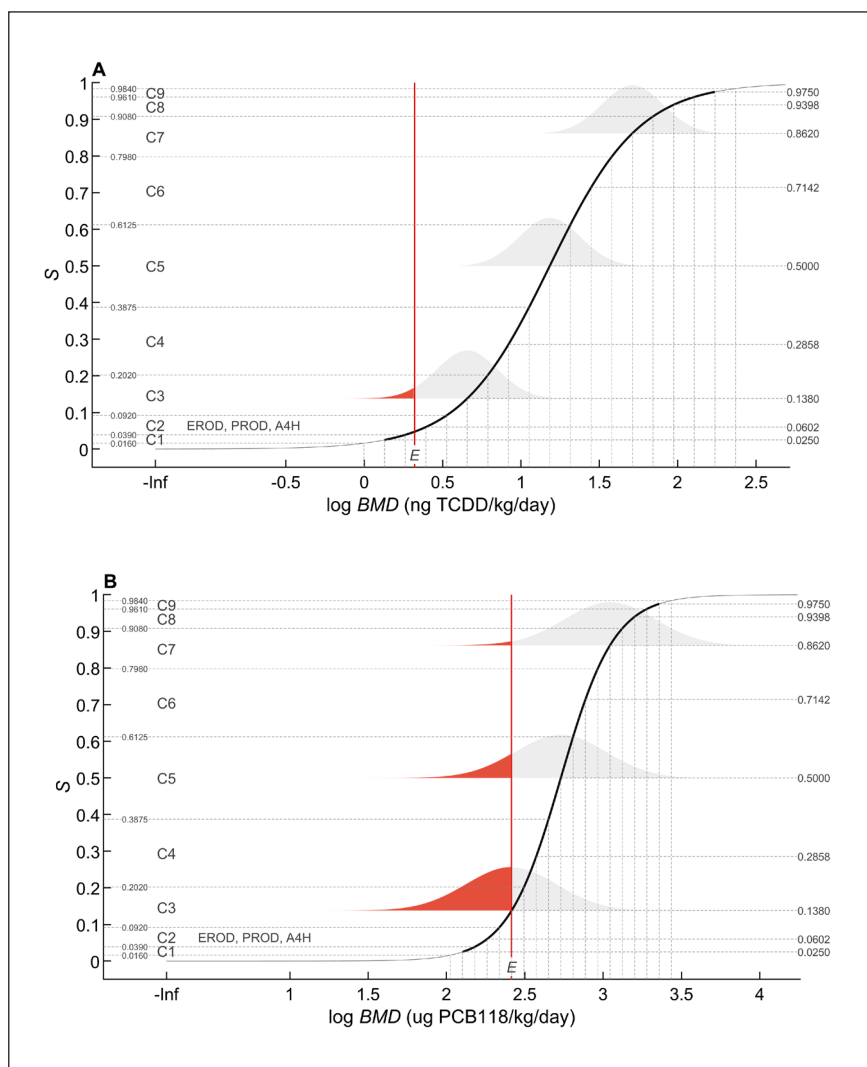 A
1
0.9840
C9
0.9750
0.9610
C8
0.9398
0.9
0.9080
C7
0.8620
0.8
0.7980
0.7
C6
0.7142
0.6
0.6125
S
0.5
C5
0.5000
0.4
0.3875
0.3
C4
0.2858
0.2
0.2020
C3
0.1380
0.1
0.0920
C2 EROD, PROD, A4H
0.0602
0.0390
C1
0.0250
0.0160
0
E
-Inf -0.5 0 0.5 1 1.5 2 2.5
log BMD (ng TCDD/kg/day)
B
1
0.9840
C9
0.9750
0.9610
C8
0.9398
0.9
0.9080
C7
0.8620
0.8
0.7980
0.7
C6
0.7142
0.6
0.6125
S
0.5
C5
0.5000
0.4
0.3875
0.3
C4
0.2858
0.2
0.2020
C3
0.1380
0.1
0.0920
C2 EROD, PROD, A4H
0.0602
0.0390
C1
0.0250
0.0160
0
E
-Inf 1 1.5 2 2.5 3 3.5 4
log BMD (ug PCB118/kg/day)